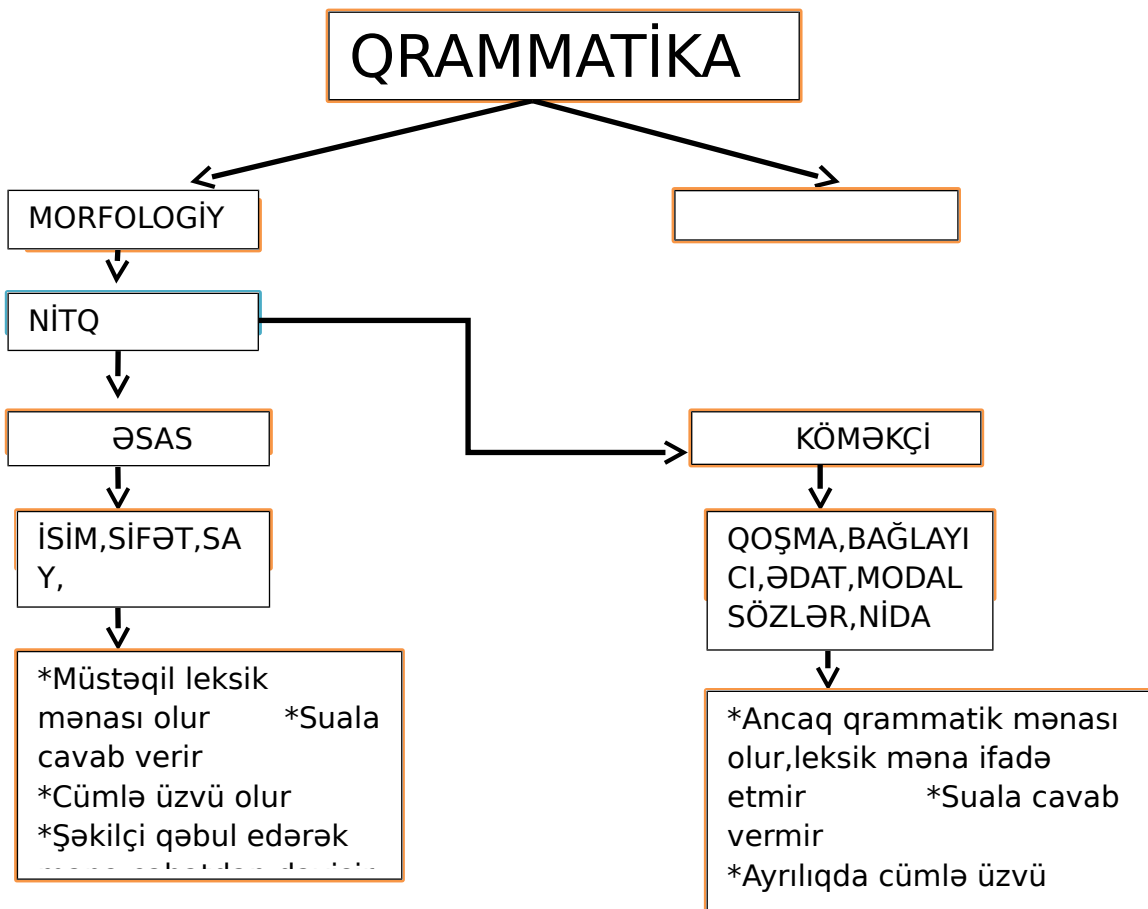 QRAMMATİKA
MORFOLOGİY
NİTQ
ƏSAS
KÖMƏKÇİ
İSİM,SİFƏT,SA
Y,
QOŞMA,BAĞLAYI
CI,ƏDAT,MODAL
SÖZLƏR,NİDA
*Müstəqil leksik
mənası olur *Suala
cavab verir
*Cümlə üzvü olur
*Şəkilçi qəbul edərək
*Ancaq qrammatik mənası
olur,leksik məna ifadə
etmir *Suala cavab
vermir
*Ayrılıqda cümlə üzvü